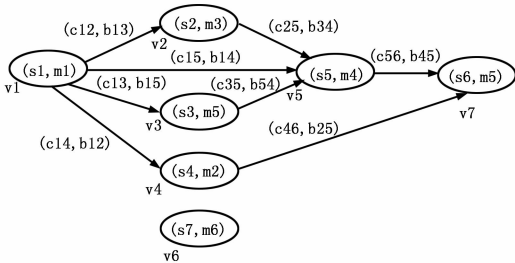 (c12, b13)
(s2, m3)
(c25, b34)
v2
(c15, b14)
(c56, b45)
(s1, m1)
(s5, m4)
(s6, m5)
v1
(c13, b15)
(c35, b54)
v5
v7
(s3, m5)
v3
(c46, b25)
(c14, b12)
(s4, m2)
v4
(s7, m6)
v6